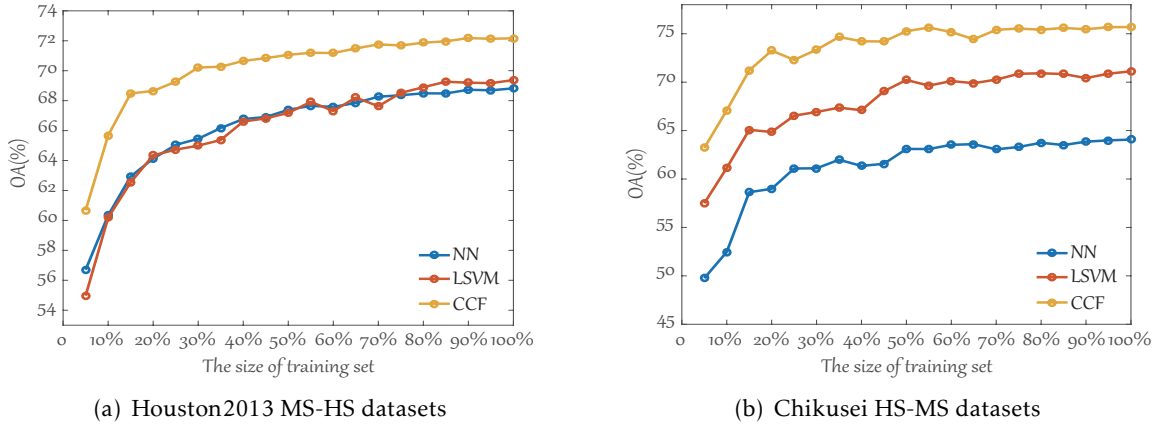 74
72
70
68
66
64
62
60
58
56
54
OA(%)
0 10% 20% 30% 40% 50% 60% 70% 80% 90% 100%
The size of training set
NN
LSVM
CCF
(a) Houston2013 MS-HS datasets
75
70
65
60
55
50
45
OA(%)
0 10% 20% 30% 40% 50% 60% 70% 80% 90% 100%
The size of training set
NN
LSVM
CCF
(b) Chikusei HS-MS datasets